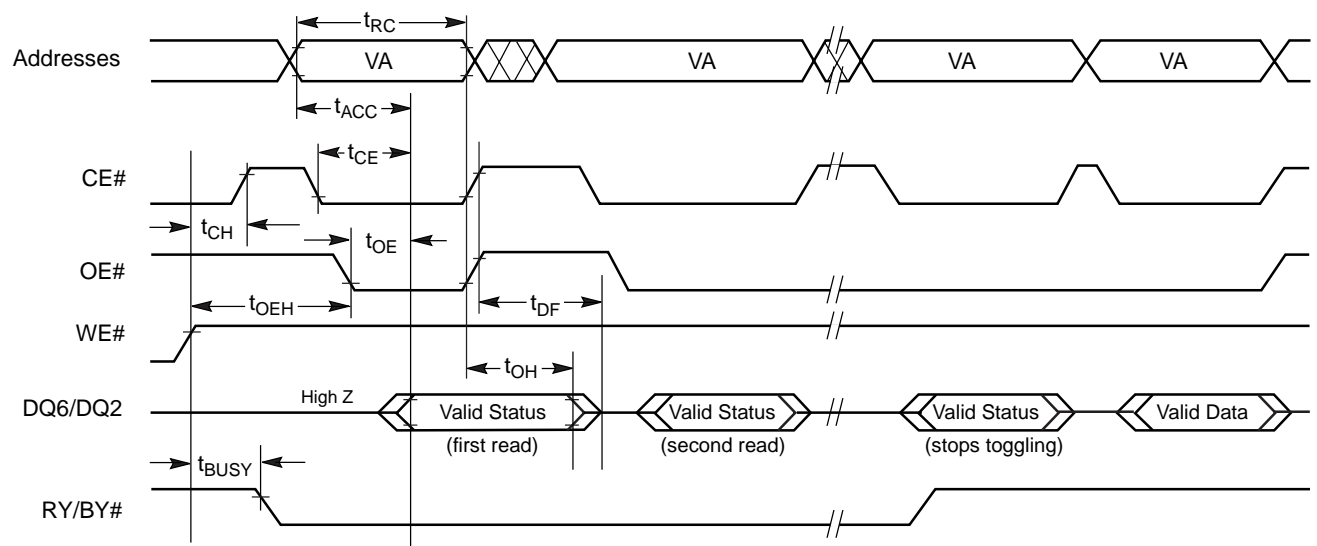 tRC
Addresses VA VA VA VA
tACC
tCE
CE#
tCH
tOE
OE#
tOEH
tDF
WE#
tOH
High Z
DQ6/DQ2 Valid Status Valid Status Valid Status Valid Data
(first read) (second read) (stops toggling)
tBUSY
RY/BY#